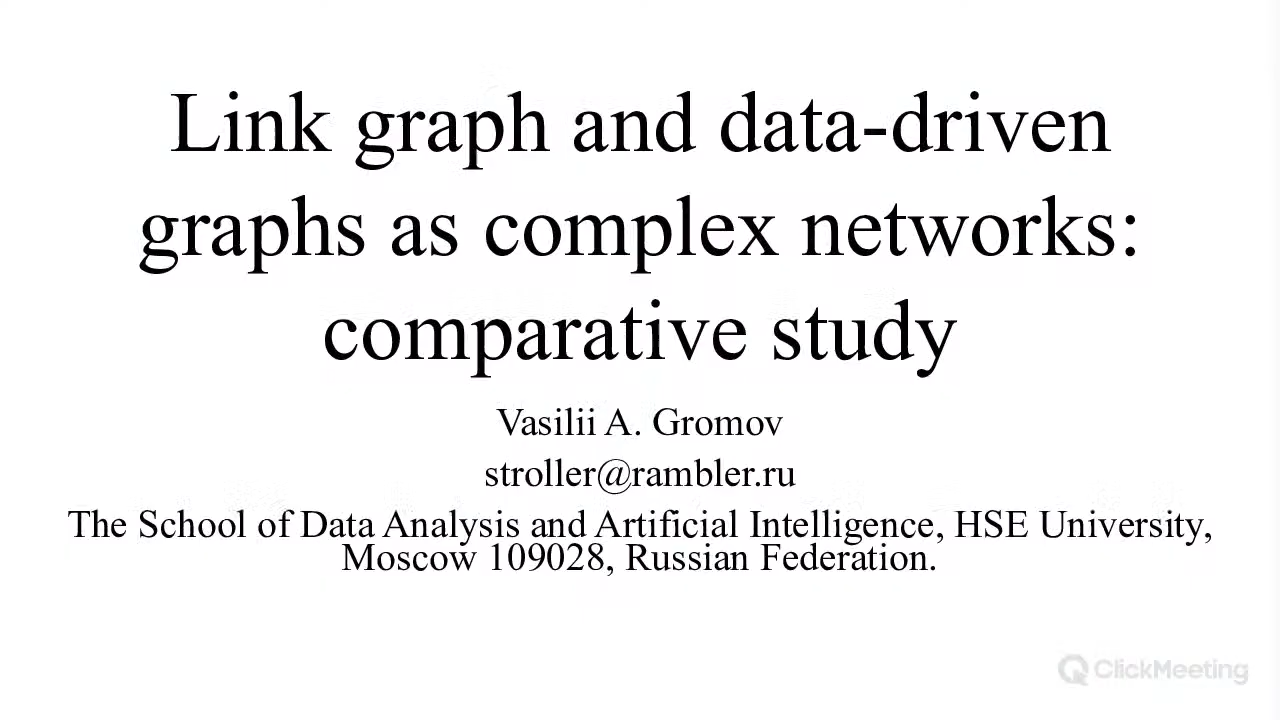 Link graph and data-driven
graphs as complex networks:
comparative study
Vasilii A. Gromov
stroller@rambler.ru
The School of Data Analysis and Artificial Intelligence, HSE University,
Moscow 109028, Russian Federation.
ClickMeeting